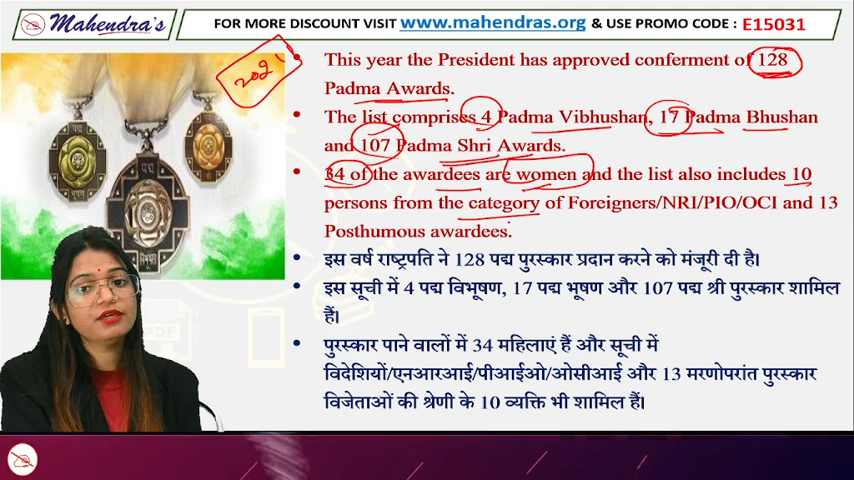 Mahendra's
FOR MORE DISCOUNT VISIT www.mahendras.org & USE PROMO CODE : E15031
2021
• This year the President has approved conferment of 128
Padma Awards.
• The list comprises 4 Padma Vibhushan, 17 Padma Bhushan
and 107 Padma Shri Awards.
• 34 of the awardees are women and the list also includes 10
persons from the category of Foreigners/NRI/PIO/OCI and 13
Posthumous awardees.
• इस वर्ष राष्ट्रपति ने 128 पद्म पुरस्कार प्रदान करने को मंजूरी दी है।
• इस सूची में 4 पद्म विभूषण, 17 पद्म भूषण और 107 पद्म श्री पुरस्कार शामिल
हैं।
• पुरस्कार पाने वालों में 34 महिलाएं हैं और सूची में
विदेशियों/एनआरआई/पीआईओ/ओसीआई और 13 मरणोपरांत पुरस्कार
विजेताओं की श्रेणी के 10 व्यक्ति भी शामिल हैं।